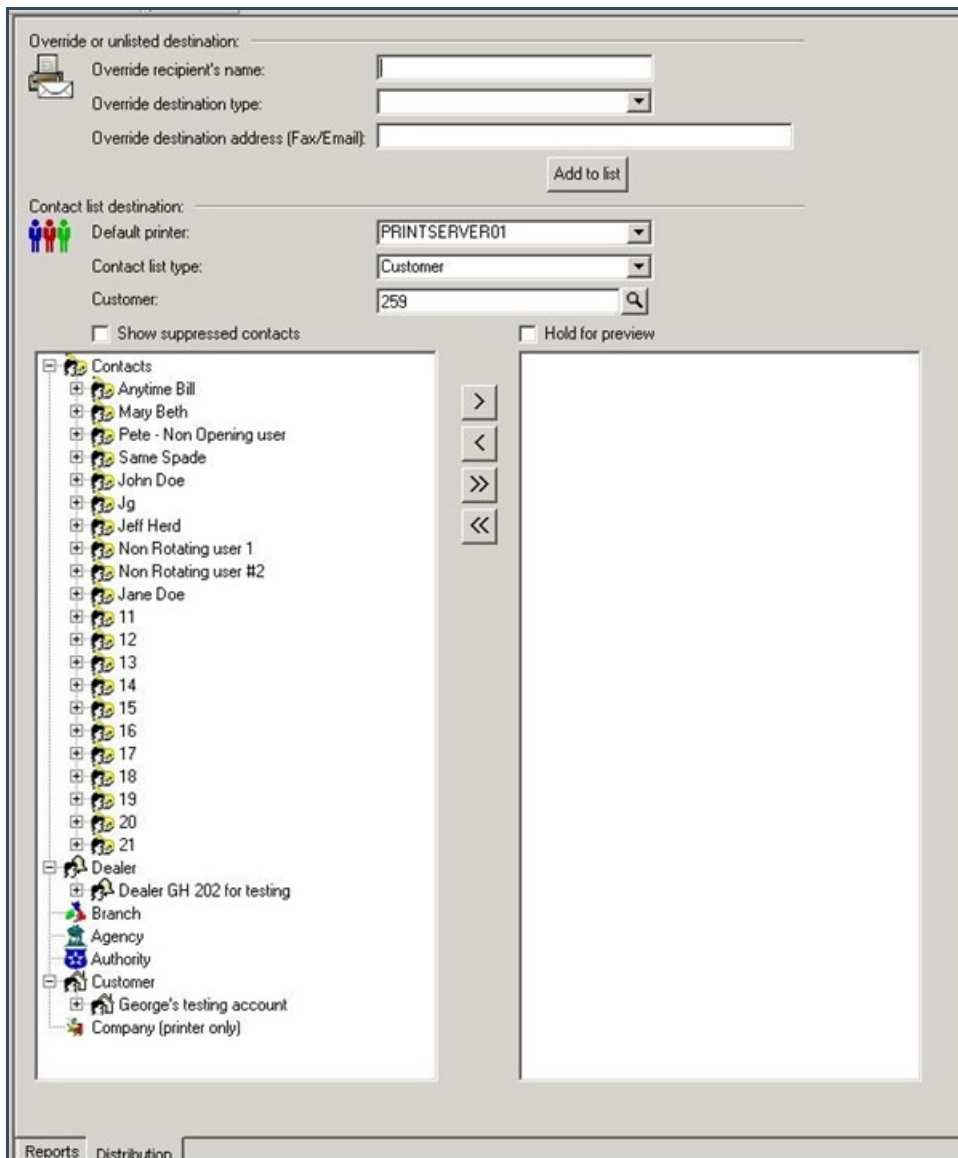 Override or unlisted destination:
Override recipient's name:
Override destination type:
Override destination address (Fax/Email):
Add to list
Contact list destination:
Default printer: PRINTSERVER01
Contact list type: Customer
Customer: 259
Show suppressed contacts
Hold for preview
Contacts
Anytime Bill
Mary Beth
Pete - Non Opening user
Same Spade
John Doe
Jg
Jeff Herd
Non Rotating user 1
Non Rotating user #2
Jane Doe
11
12
13
14
15
16
17
18
19
20
21
Dealer
Dealer GH 202 for testing
Branch
Agency
Authority
Customer
George's testing account
Company (printer only)
>
<
>>
<<
Reports Distribution